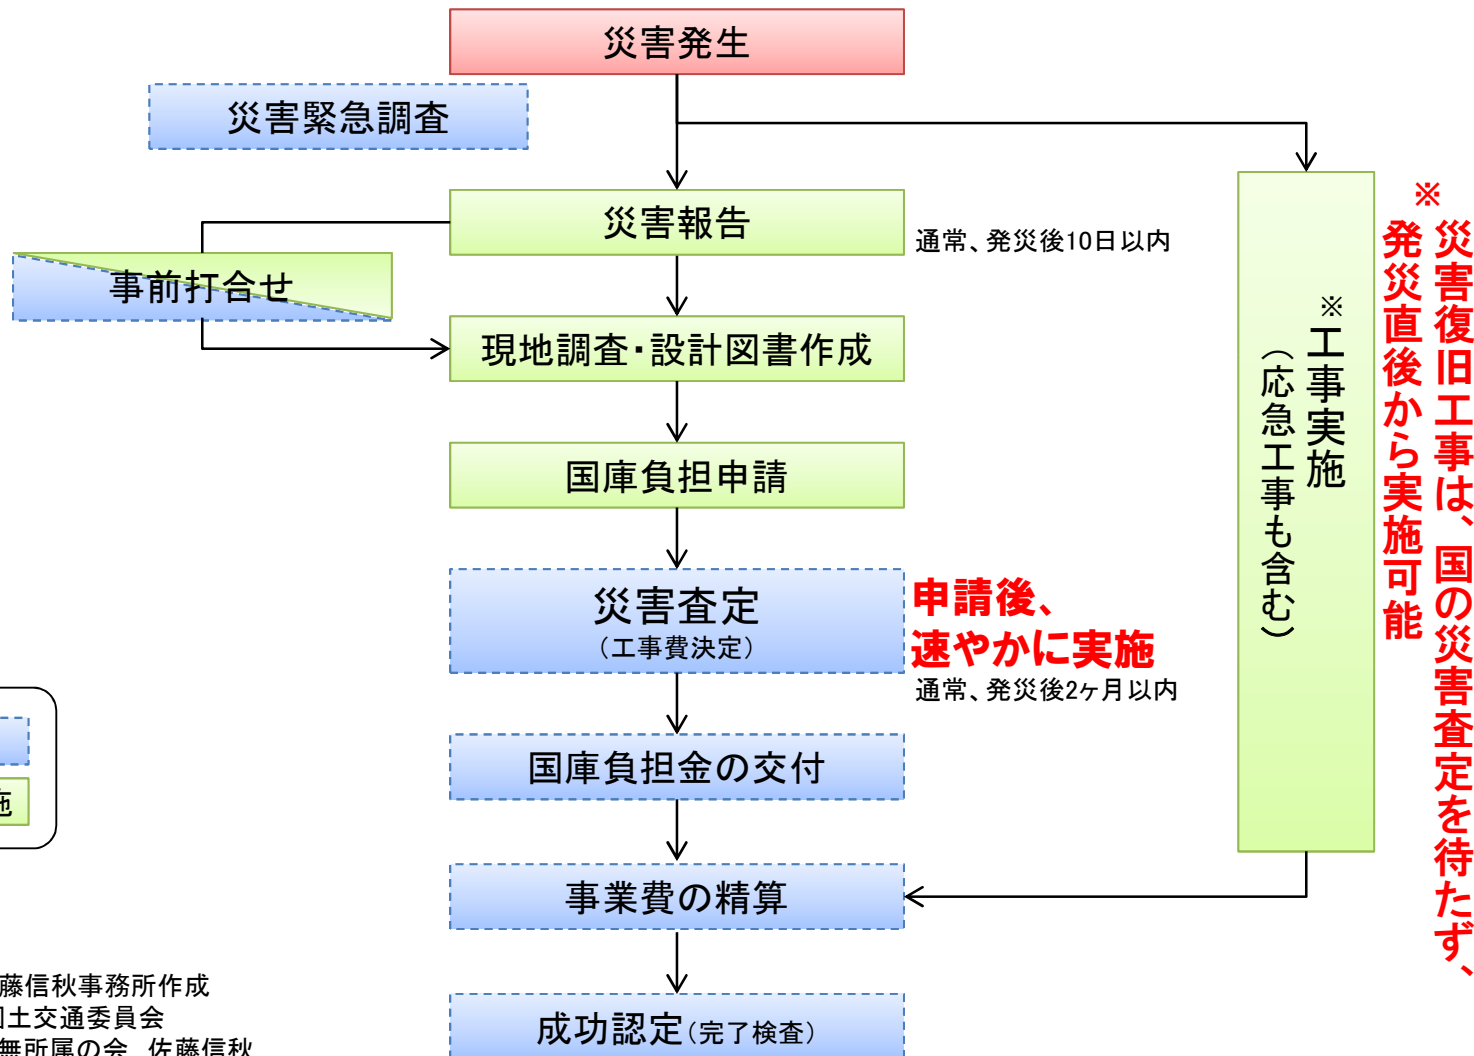 災害発生
災害緊急調査
災害報告
通常、発災後10日以内
事前打合せ
現地調査・設計図書作成
国庫負担申請
災害査定
（工事費決定）
申請後、
速やかに実施
通常、発災後2ヶ月以内
国庫負担金の交付
事業費の精算
成功認定（完了検査）
※工事実施
（応急工事も含む）
※
災害復旧工事は、国の災害査定を待たず、
発災直後から実施可能
施
藤信秋事務所作成
国土交通委員会
無所属の会 佐藤信秋